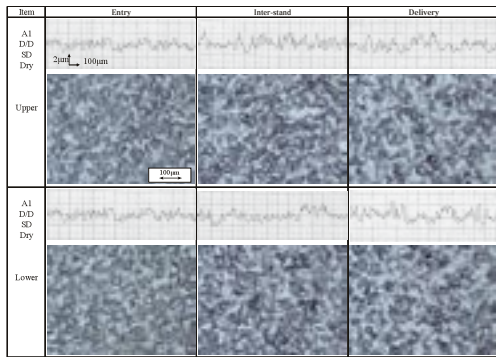 Item Entry Inter-stand Delivery
A1
D/D
SD
Dry
2μm
100μm
Upper
100μm
A1
D/D
SD
Dry
Lower